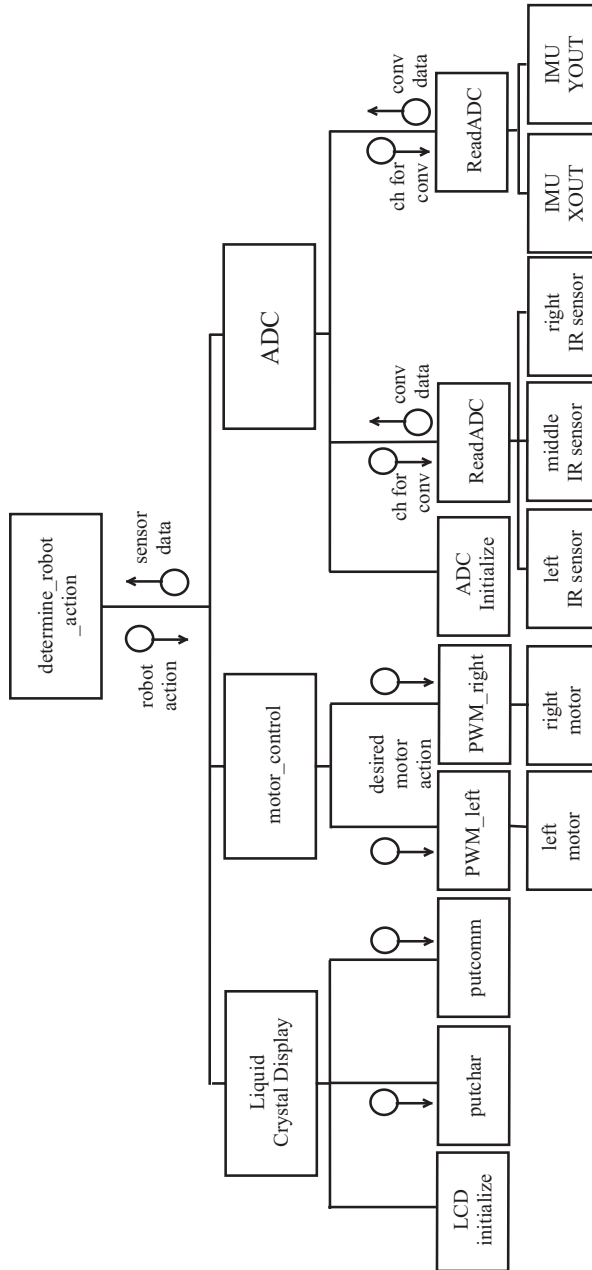 determine_robot
_action
robot
action
sensor
data
Liquid
Crystal Display
motor_control
ADC
desired
motor
action
ch for
conv
conv
data
ch for
conv
conv
data
LCD
initialize
putchar
putcomm
PWM_left
PWM_right
ADC
Initialize
ReadADC
ReadADC
left
motor
right
motor
left
IR sensor
middle
IR sensor
right
IR sensor
IMU
XOUT
IMU
YOUT